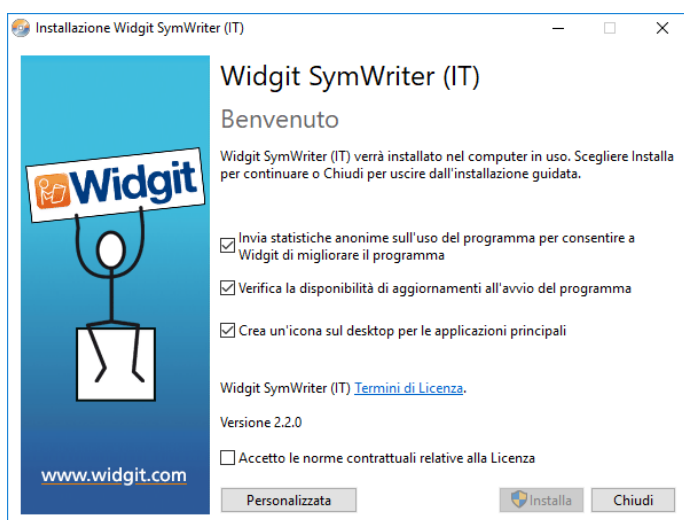 Installazione Widgit SymWriter (IT)
Widgit SymWriter (IT)
Benvenuto
Widgit SymWriter (IT) verrà installato nel computer in uso. Scegliere Installa
per continuare o Chiudi per uscire dall'installazione guidata.
Widgit
Invia statistiche anonime sull'uso del programma per consentire a
Widgit di migliorare il programma
Verifica la disponibilità di aggiornamenti all'avvio del programma
Crea un'icona sul desktop per le applicazioni principali
Widgit SymWriter (IT) Termini di Licenza.
Versione 2.2.0
Accetto le norme contrattuali relative alla Licenza
www.widgit.com
Personalizzata
Installa
Chiudi